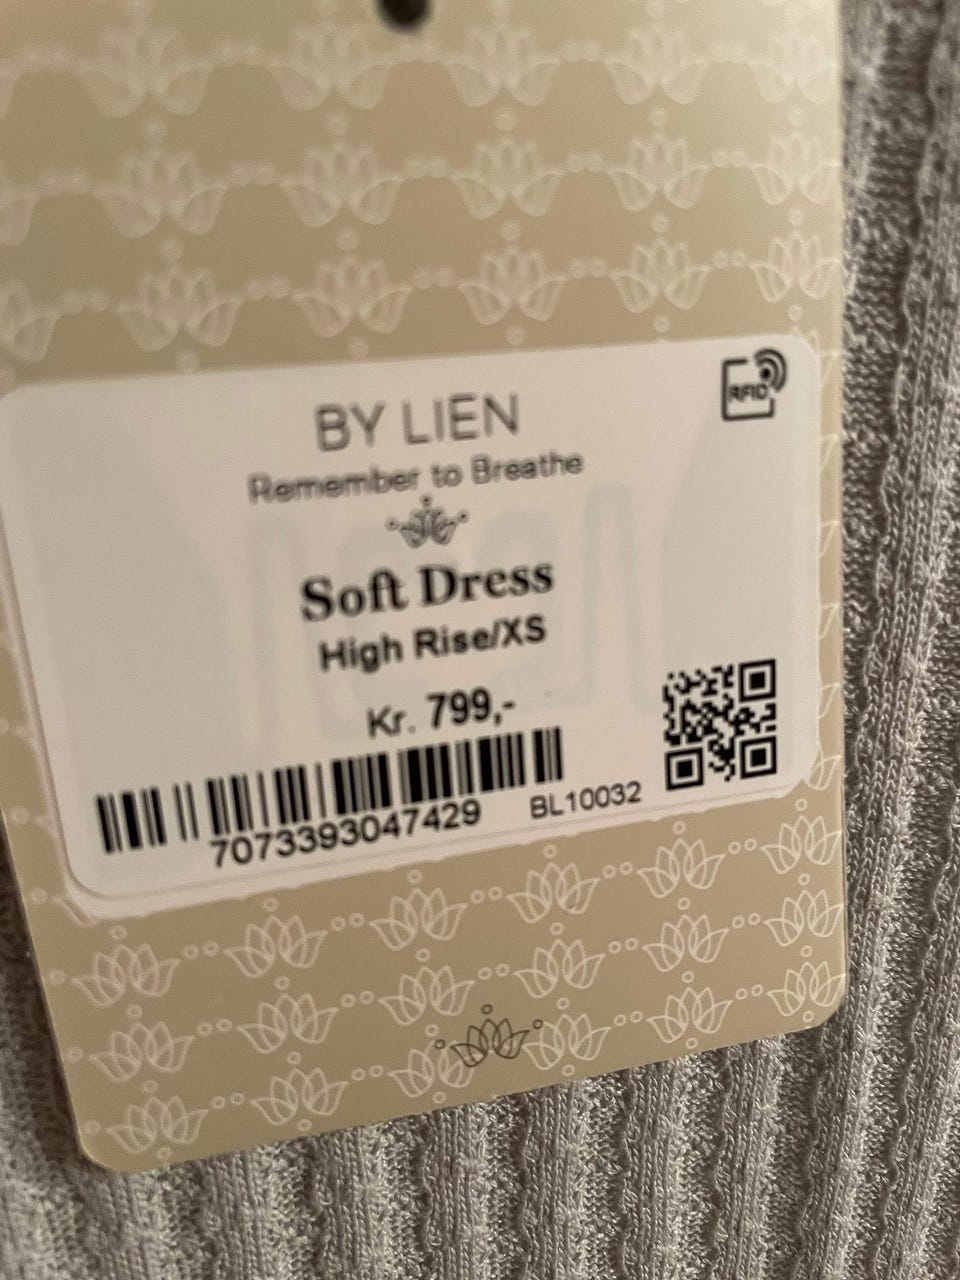 RFID
BY LIEN
Remember to Breathe
Soft Dress
High Rise/XS
Kr. 799,-
7073393047429 BL10032